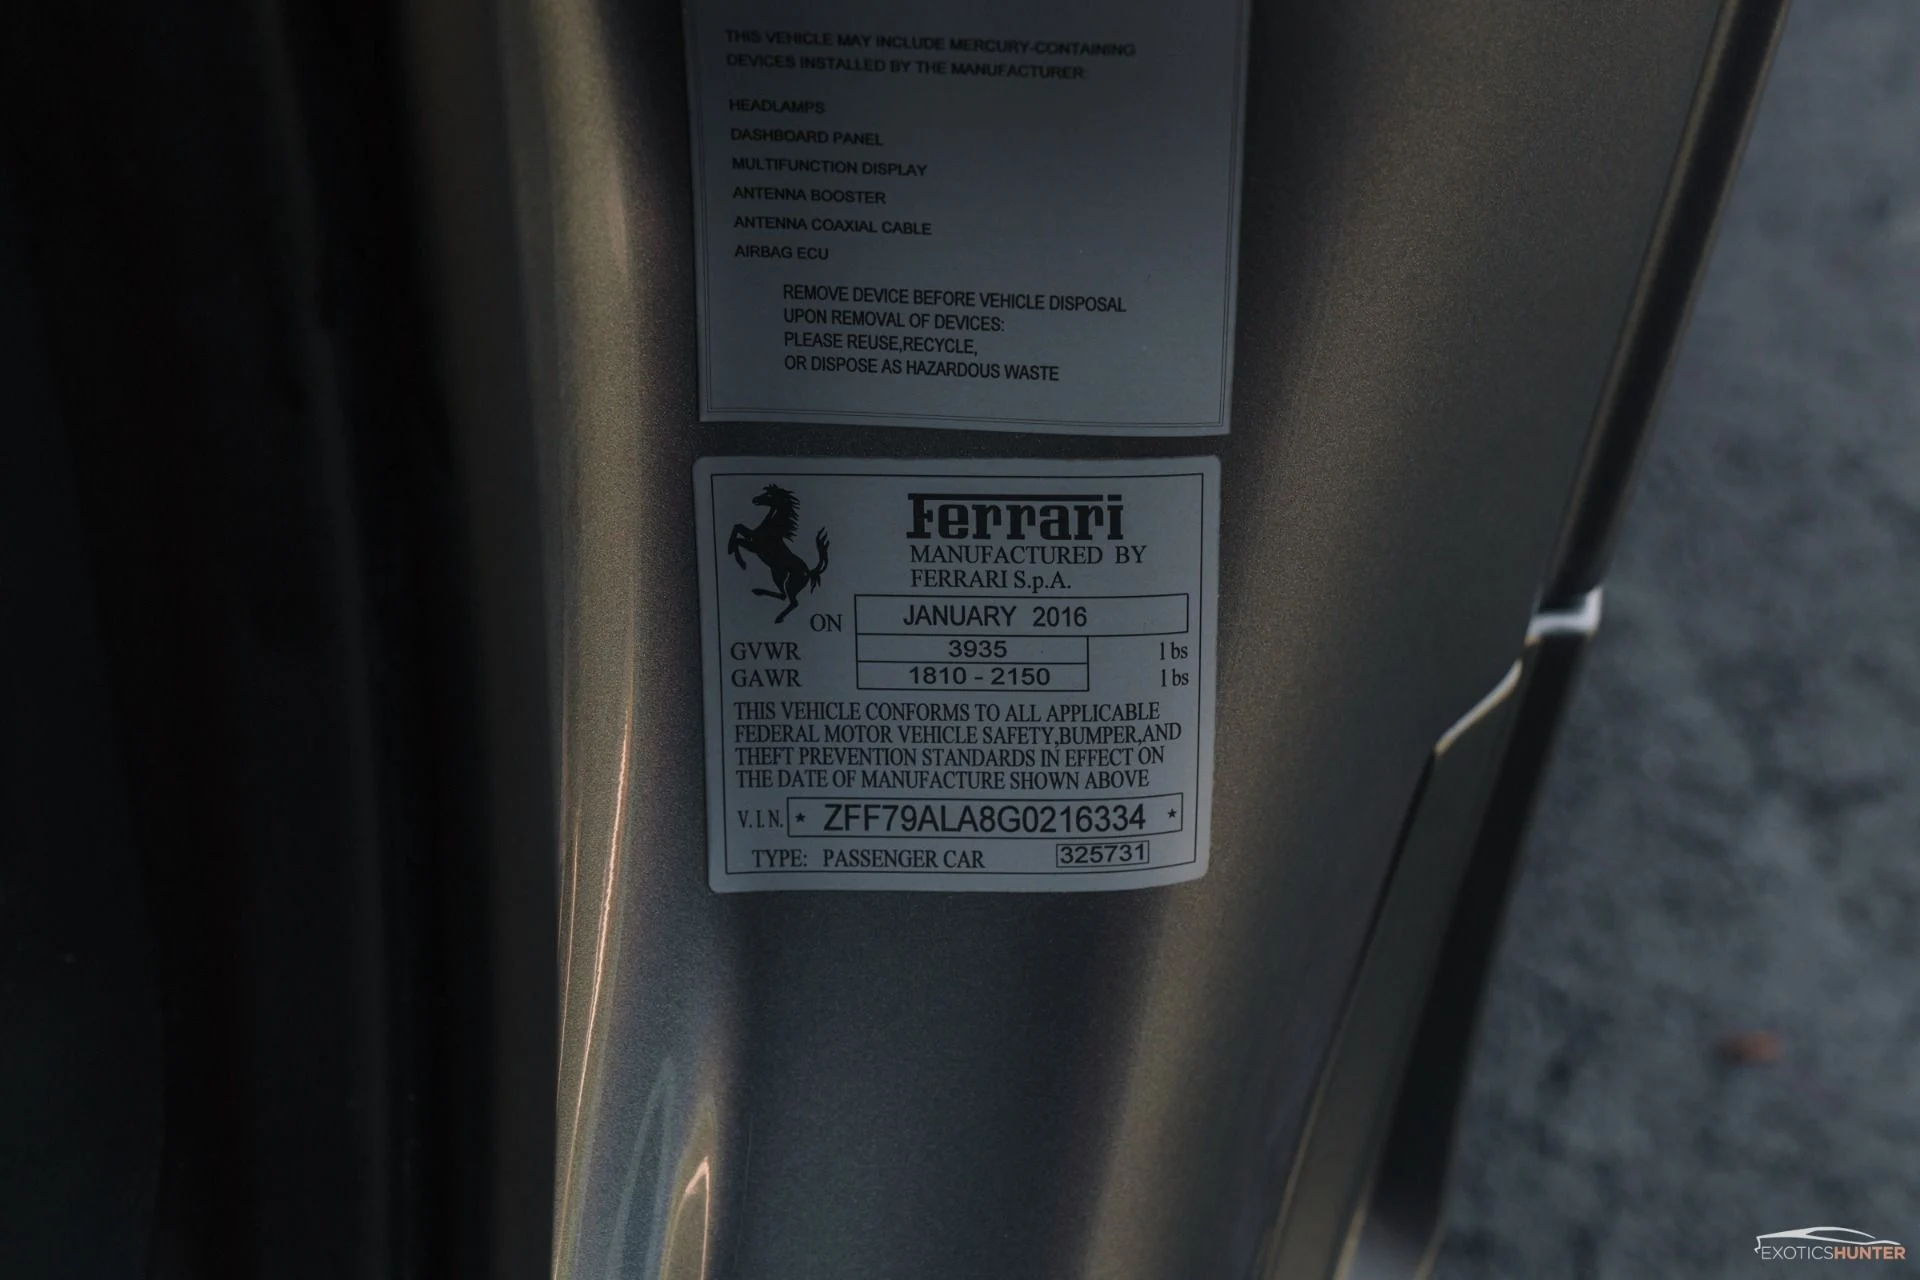 THIS VEHICLE MAY INCLUDE MERCURY-CONTAINING
DEVICES INSTALLED BY THE MANUFACTURER:
HEADLAMPS
DASHBOARD PANEL
MULTIFUNCTION DISPLAY
ANTENNA BOOSTER
ANTENNA COAXIAL CABLE
AIRBAG ECU
REMOVE DEVICE BEFORE VEHICLE DISPOSAL
UPON REMOVAL OF DEVICES:
PLEASE REUSE,RECYCLE,
OR DISPOSE AS HAZARDOUS WASTE
Ferrari
MANUFACTURED BY
FERRARI S.p.A.
ON JANUARY 2016
GVWR 3935 lbs
GAWR 1810 - 2150 lbs
THIS VEHICLE CONFORMS TO ALL APPLICABLE
FEDERAL MOTOR VEHICLE SAFETY,BUMPER,AND
THEFT PREVENTION STANDARDS IN EFFECT ON
THE DATE OF MANUFACTURE SHOWN ABOVE
V.I.N. * ZFF79ALA8G0216334 *
TYPE: PASSENGER CAR 325731
EXOTICSHUNTER